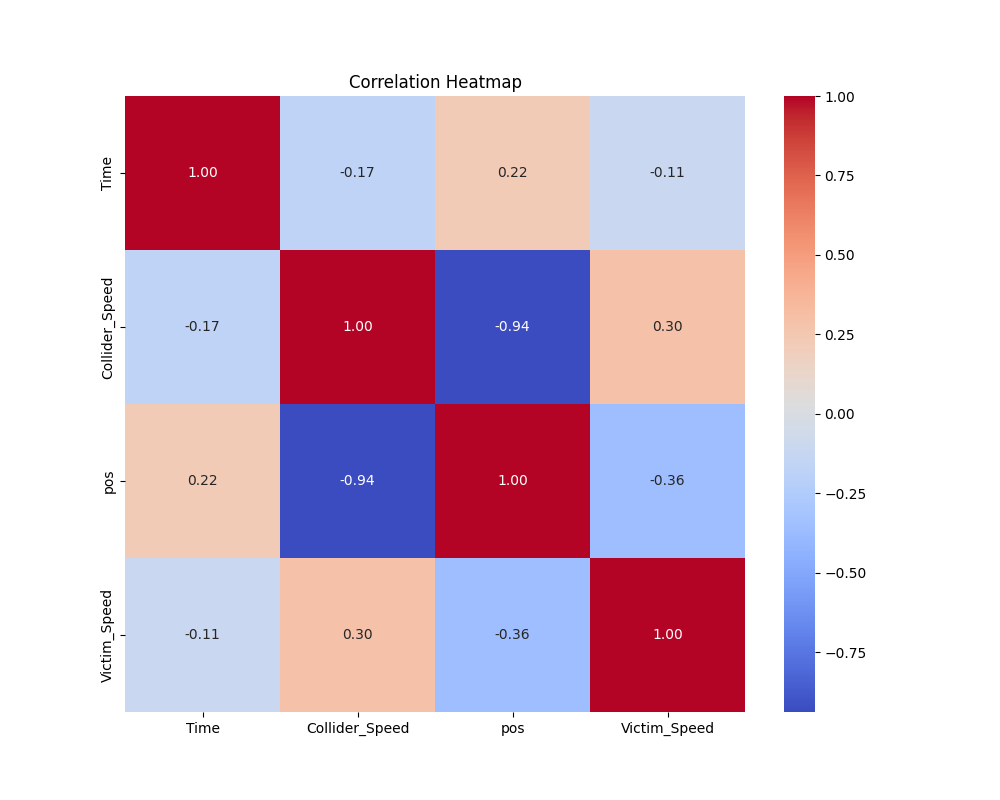 Correlation Heatmap
Time
1.00
-0.17
0.22
-0.11
Collider_Speed
-0.17
1.00
-0.94
0.30
pos
0.22
-0.94
1.00
-0.36
Victim_Speed
-0.11
0.30
-0.36
1.00
Time
Collider_Speed
pos
Victim_Speed
1.00
0.75
0.50
0.25
0.00
−0.25
−0.50
−0.75